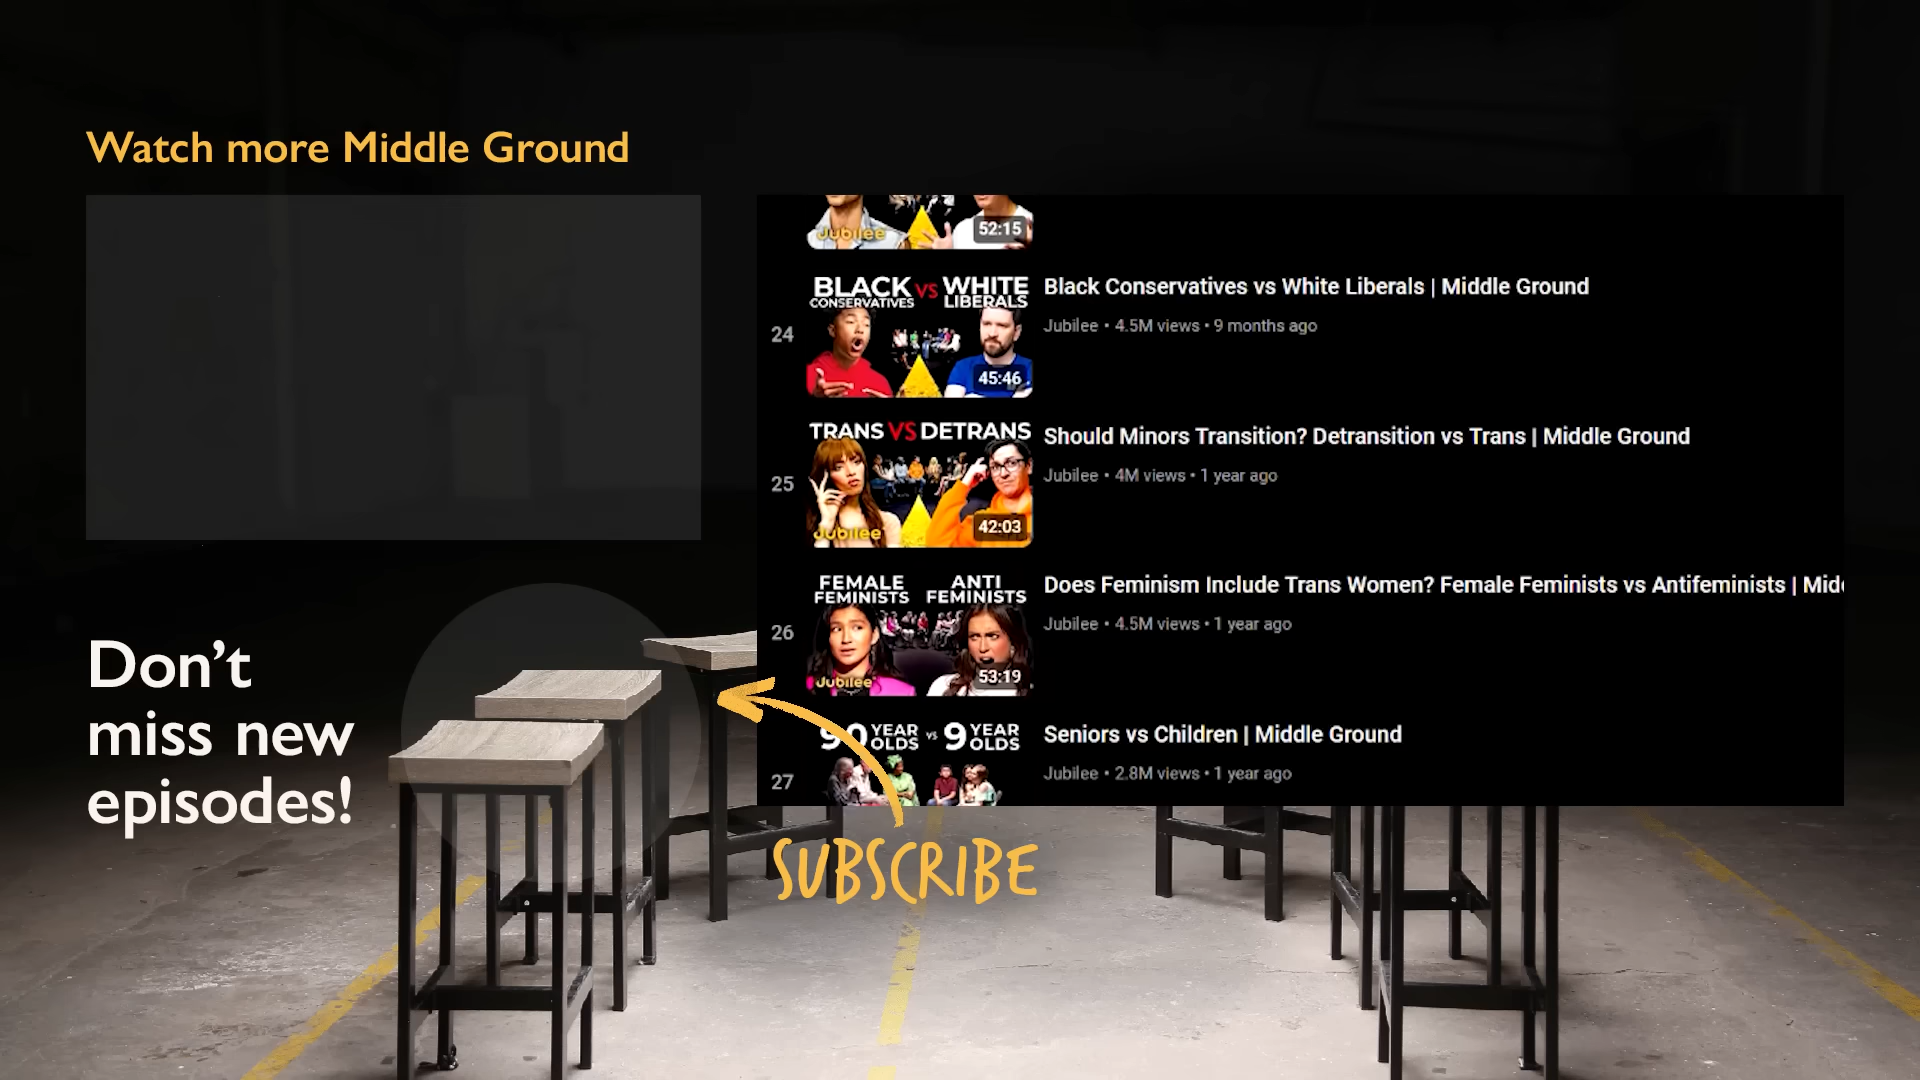 Watch more Middle Ground
Jubilee
52:15
24
BLACK VS WHITE
CONSERVATIVES LIBERALS
45:46
Black Conservatives vs White Liberals | Middle Ground
Jubilee • 4.5M views • 9 months ago
25
TRANS VS DETRANS
Jubilee
42:03
Should Minors Transition? Detransition vs Trans | Middle Ground
Jubilee • 4M views • 1 year ago
26
FEMALE ANTI
FEMINISTS FEMINISTS
Jubilee
53:19
Does Feminism Include Trans Women? Female Feminists vs Antifeminists | Midd
Jubilee • 4.5M views • 1 year ago
27
90 YEAR OLDS vs 9 YEAR OLDS
Seniors vs Children | Middle Ground
Jubilee • 2.8M views • 1 year ago
Don’t
miss new
episodes!
SUBSCRIBE